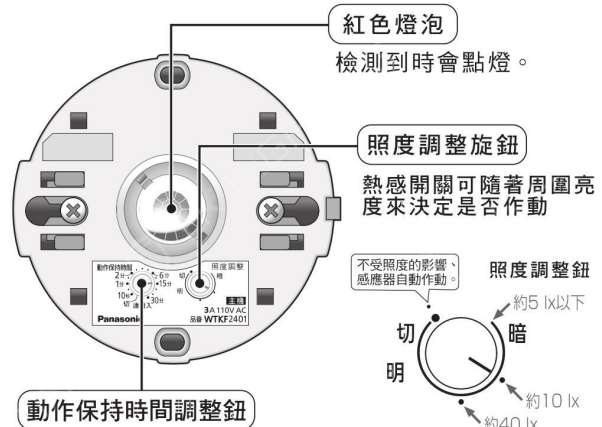 紅色燈泡
檢測到時會點燈。
照度調整旋鈕
熱感開關可隨著周圍亮
度來決定是否作動
動作保持時間
2分
6分
1分
15分
10秒
30分
切
連續入
照度調整
切
暗
明
主機
3A 110V AC
Panasonic
品番 WTKF2401
不受照度的影響、
感應器自動作動。
照度調整鈕
約5 lx以下
切
暗
明
約10 lx
約40 lx
動作保持時間調整鈕